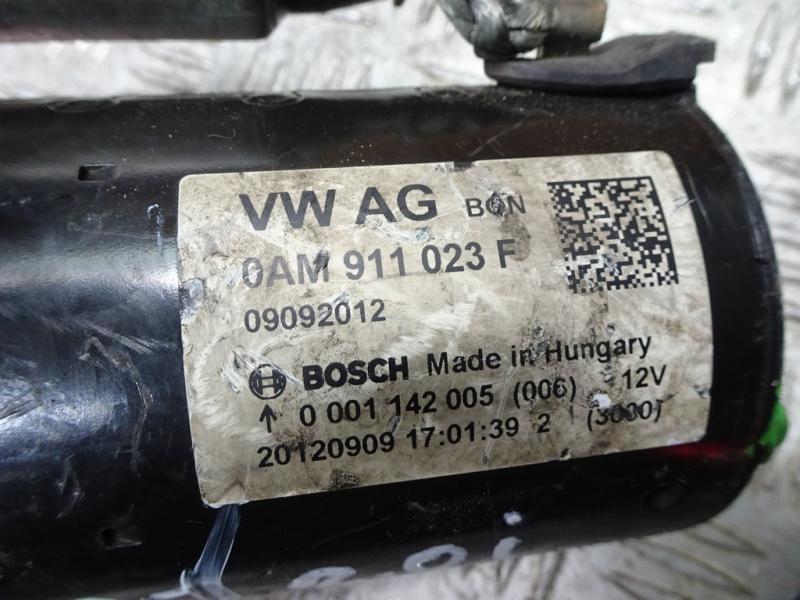 VW AG BCN
0AM 911 023 F
09092012
BOSCH Made in Hungary
↑ 0 001 142 005 (006) 12V
20120909 17:01:39 2 (3000)